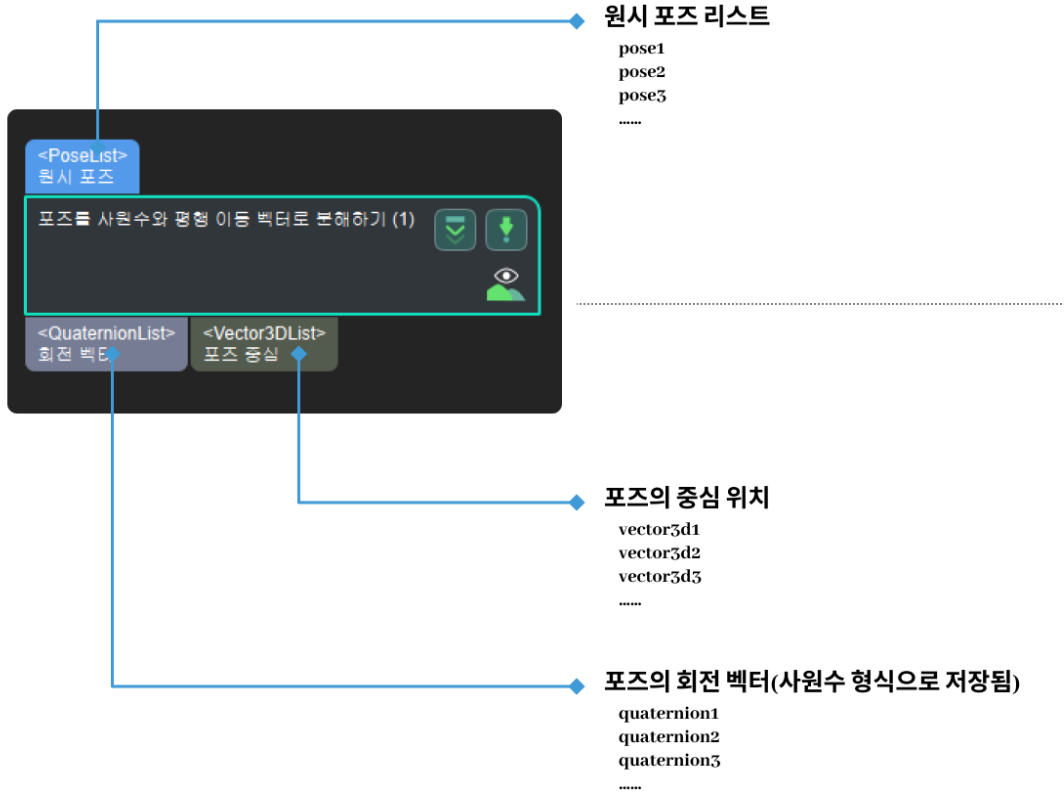 원시 포즈 리스트
pose1
pose2
pose3
......
<PoseList>
원시 포즈
포즈를 사원수와 평행 이동 벡터로 분해하기 (1)
<QuaternionList>
회전 벡터
<Vector3DList>
포즈 중심
포즈의 중심 위치
vector3d1
vector3d2
vector3d3
......
포즈의 회전 벡터(사원수 형식으로 저장됨)
quaternion1
quaternion2
quaternion3
......